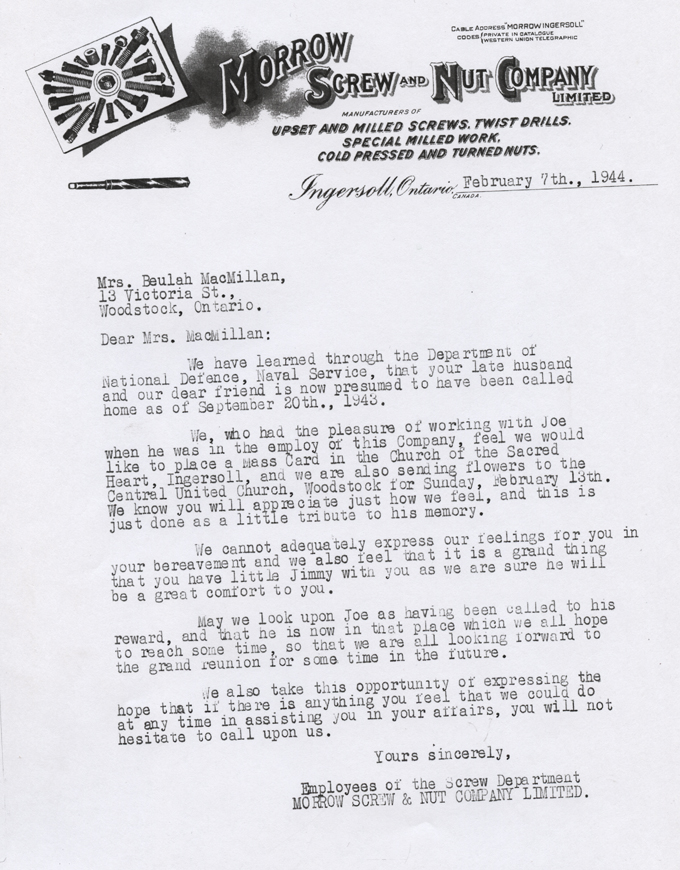 CABLE ADDRESS "MORROWINGERSOLL"
CODES { PRIVATE IN CATALOGUE
WESTERN UNION TELEGRAPHIC
MORROW
SCREW AND NUT COMPANY
LIMITED
MANUFACTURERS OF
UPSET AND MILLED SCREWS, TWIST DRILLS,
SPECIAL MILLED WORK,
COLD PRESSED AND TURNED NUTS.
Ingersoll, Ontario, February 7th., 1944.
CANADA.
Mrs. Beulah MacMillan,
13 Victoria St.,
Woodstock, Ontario.
Dear Mrs. MacMillan:
We have learned through the Department of
National Defence, Naval Service, that your late husband
and our dear friend is now presumed to have been called
home as of September 20th., 1943.
We, who had the pleasure of working with Joe
when he was in the employ of this Company, feel we would
like to place a Mass Card in the Church of the Sacred
Heart, Ingersoll, and we are also sending flowers to the
Central United Church, Woodstock for Sunday, February 13th.
We know you will appreciate just how we feel, and this is
just done as a little tribute to his memory.
We cannot adequately express our feelings for you in
your bereavement and we also feel that it is a grand thing
that you have little Jimmy with you as we are sure he will
be a great comfort to you.
May we look upon Joe as having been called to his
reward, and that he is now in that place which we all hope
to reach some time, so that we are all looking forward to
the grand reunion for some time in the future.
We also take this opportunity of expressing the
hope that if there is anything you feel that we could do
at any time in assisting you in your affairs, you will not
hesitate to call upon us.
Yours sincerely,
Employees of the Screw Department
MORROW SCREW & NUT COMPANY LIMITED.